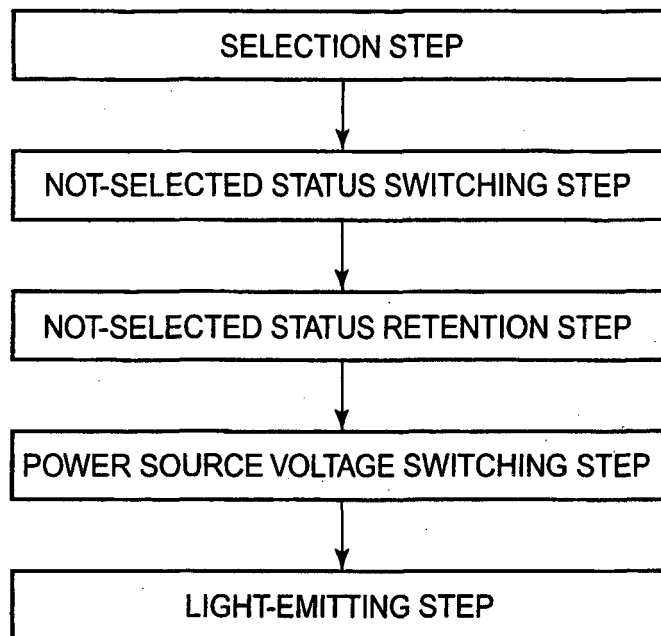 SELECTION STEP
NOT-SELECTED STATUS SWITCHING STEP
NOT-SELECTED STATUS RETENTION STEP
POWER SOURCE VOLTAGE SWITCHING STEP
LIGHT-EMITTING STEP